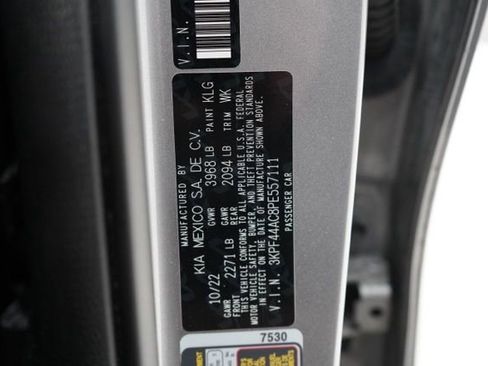 V.I.N.
MANUFACTURED BY
KIA MEXICO S.A. DE C.V.
10/22 GVWR 3968 LB PAINT KLG
GAWR FRONT 2271 LB GAWR REAR 2094 LB TRIM WK
THIS VEHICLE CONFORMS TO ALL APPLICABLE U.S.A. FEDERAL
MOTOR VEHICLE SAFETY, BUMPER, AND THEFT PREVENTION STANDARDS
IN EFFECT ON THE DATE OF MANUFACTURE SHOWN ABOVE.
V.I.N. 3KPF44AC8PE557111
PASSENGER CAR
7530